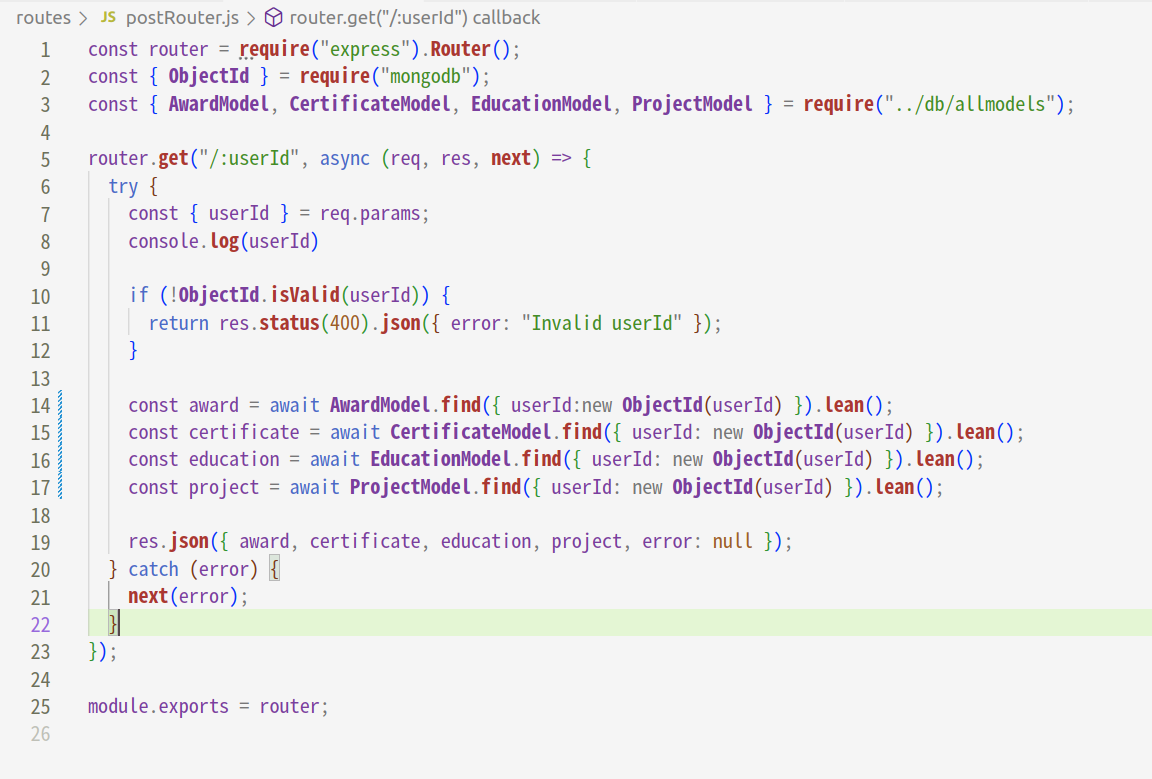 routes > JS postRouter.js > router.get("/:userId") callback
1 const router = require("express").Router();
2 const { ObjectId } = require("mongodb");
3 const { AwardModel, CertificateModel, EducationModel, ProjectModel } = require("../db/allmodels");
4
5 router.get("/:userId", async (req, res, next) => {
6 try {
7 const { userId } = req.params;
8 console.log(userId)
9
10 if (!ObjectId.isValid(userId)) {
11 return res.status(400).json({ error: "Invalid userId" });
12 }
13
14 const award = await AwardModel.find({ userId:new ObjectId(userId) }).lean();
15 const certificate = await CertificateModel.find({ userId: new ObjectId(userId) }).lean();
16 const education = await EducationModel.find({ userId: new ObjectId(userId) }).lean();
17 const project = await ProjectModel.find({ userId: new ObjectId(userId) }).lean();
18
19 res.json({ award, certificate, education, project, error: null });
20 } catch (error) {
21 next(error);
22 }
23 });
24
25 module.exports = router;
26